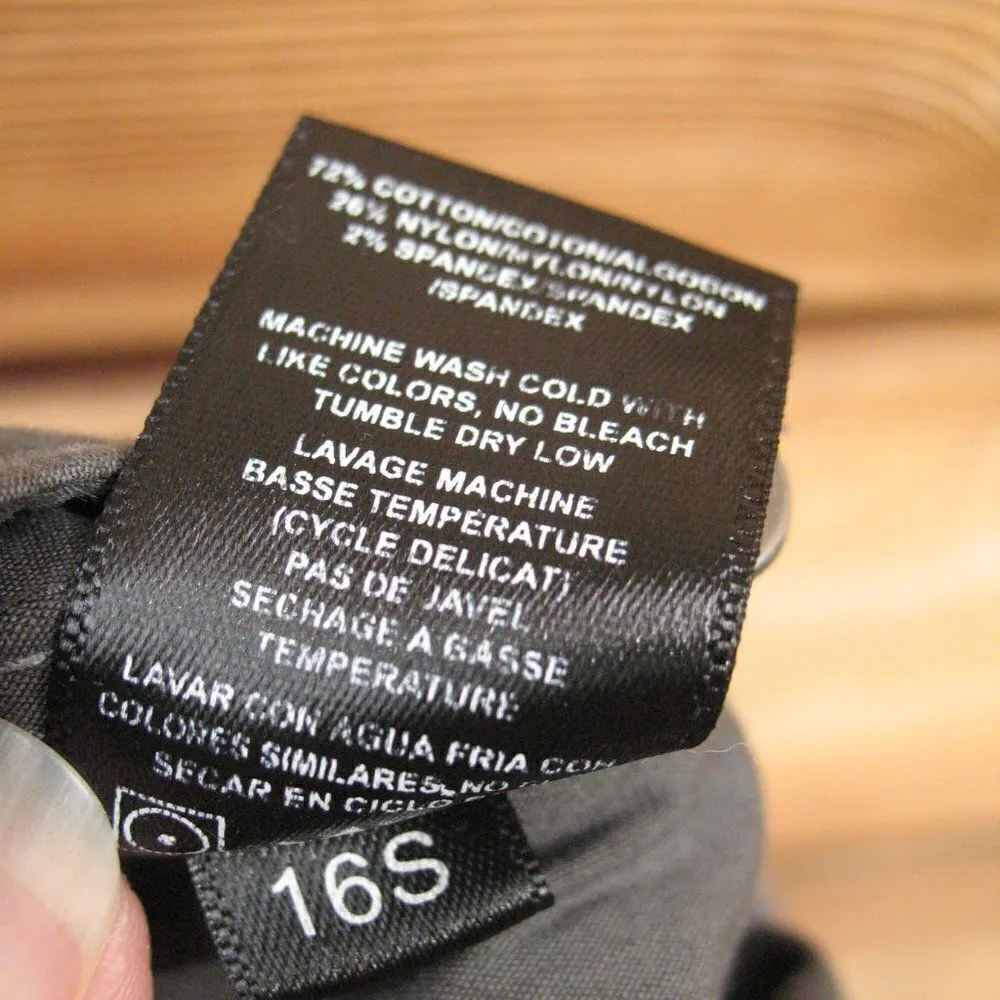 72% COTTON/COTON/ALGODON
26% NYLON/NYLON/NYLON
2% SPANDEX/SPANDEX
/SPANDEX
MACHINE WASH COLD WITH
LIKE COLORS, NO BLEACH
TUMBLE DRY LOW
LAVAGE MACHINE
BASSE TEMPÉRATURE
(CYCLE DELICAT)
PAS DE JAVEL
SECHAGE A BASSE
TEMPERATURE
LAVAR CON AGUA FRIA CON
COLORES SIMILARES, NO
SECAR EN CICLO
16S